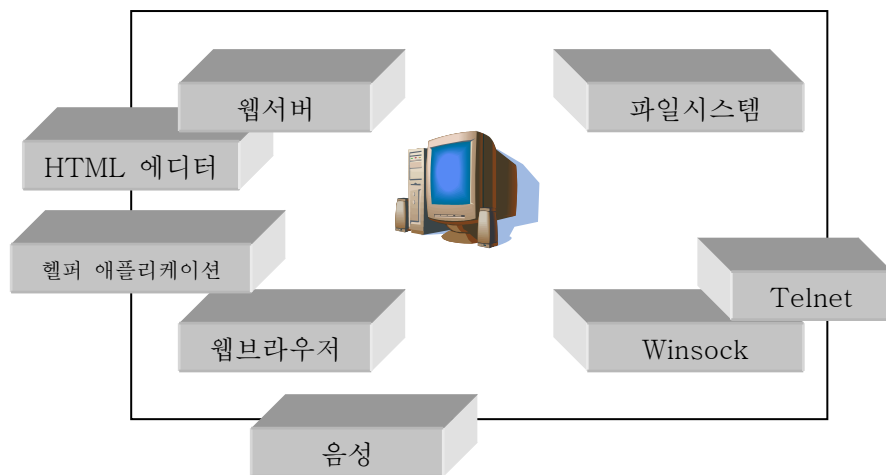 웹서버
파일시스템
HTML 에디터
헬퍼 애플리케이션
Telnet
웹브라우저
Winsock
음성